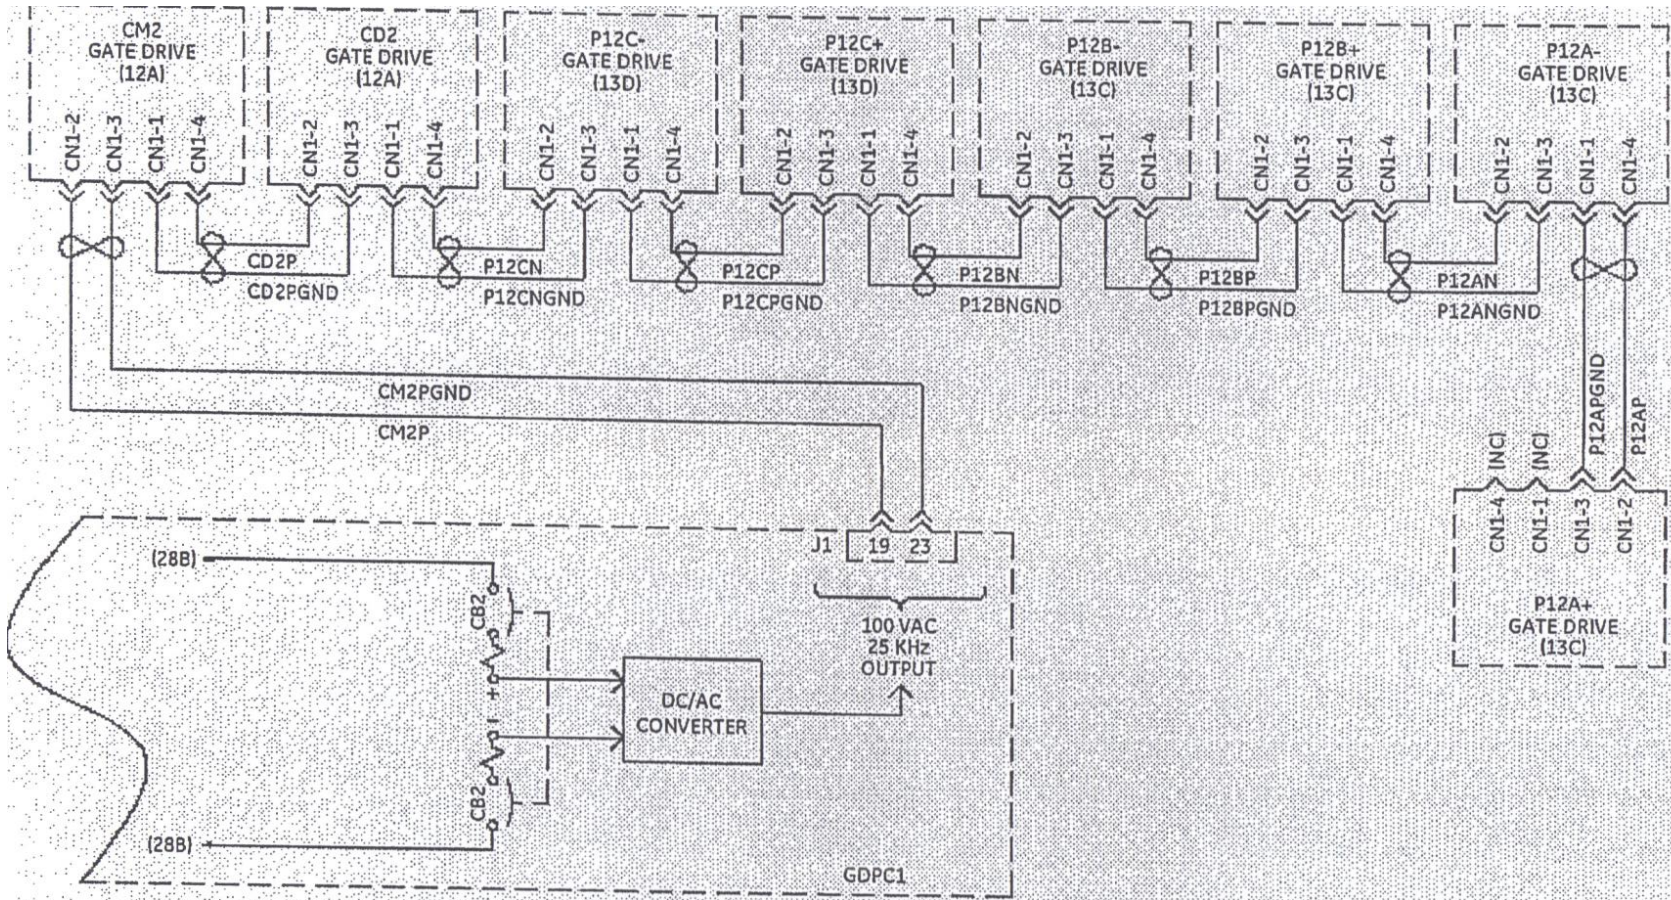 CM2
GATE DRIVE
(12A)
CN1-2
CN1-3
CN1-1
CN1-4
CD2
GATE DRIVE
(12A)
CN1-2
CN1-3
CN1-1
CN1-4
P12C-
GATE DRIVE
(13D)
CN1-2
CN1-3
CN1-1
CN1-4
P12C+
GATE DRIVE
(13D)
CN1-2
CN1-3
CN1-1
CN1-4
P12B-
GATE DRIVE
(13C)
CN1-2
CN1-3
CN1-1
CN1-4
P12B+
GATE DRIVE
(13C)
CN1-2
CN1-3
CN1-1
CN1-4
P12A-
GATE DRIVE
(13C)
CN1-2
CN1-3
CN1-1
CN1-4
CD2P
CD2PGND
P12CN
P12CNGND
P12CP
P12CPGND
P12BN
P12BNGND
P12BP
P12BPGND
P12AN
P12ANGND
P12APGND
P12AP
CM2PGND
CM2P
(NC)
(NC)
CN1-4
CN1-1
CN1-3
CN1-2
P12A+
GATE DRIVE
(13C)
J1 19 23
100 VAC
25 KHz
OUTPUT
(28B)
CB2
+
-
DC/AC
CONVERTER
CB2
(28B)
GDPC1